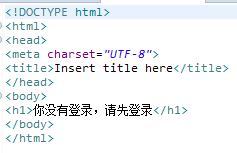 <!DOCTYPE html>
<html>
<head>
<meta charset="UTF-8">
<title>Insert title here</title>
</head>
<body>
<h1>你没有登录，请先登录</h1>
</body>
</html>